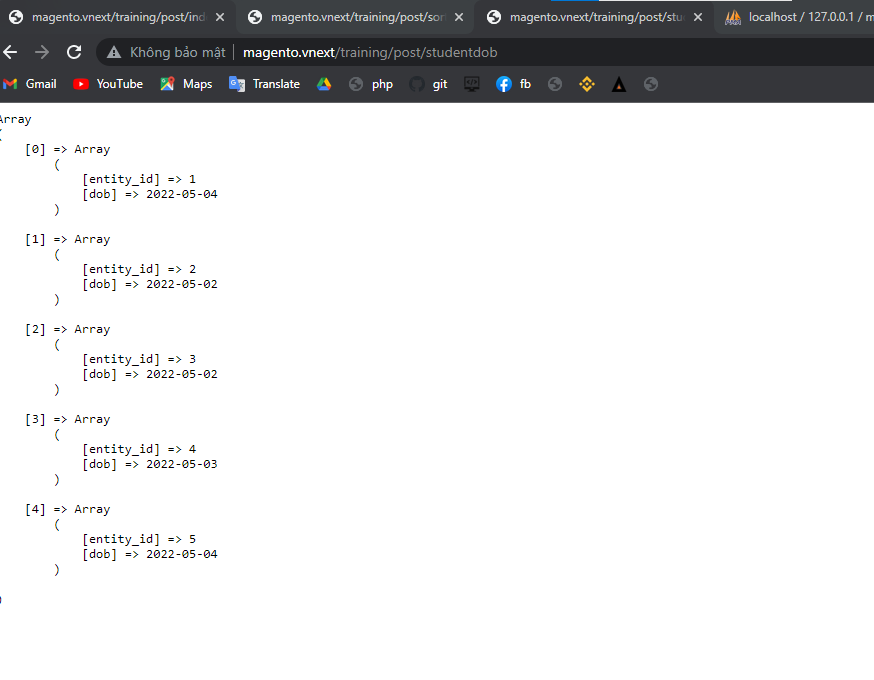 magento.vnext/training/post/ind
magento.vnext/training/post/sor
magento.vnext/training/post/stu
localhost / 127.0.0.1 / m
Không bảo mật
magento.vnext/training/post/studentdob
Gmail
YouTube
Maps
Translate
php
git
fb
Array
(
[0] => Array
(
[entity_id] => 1
[dob] => 2022-05-04
)
[1] => Array
(
[entity_id] => 2
[dob] => 2022-05-02
)
[2] => Array
(
[entity_id] => 3
[dob] => 2022-05-02
)
[3] => Array
(
[entity_id] => 4
[dob] => 2022-05-03
)
[4] => Array
(
[entity_id] => 5
[dob] => 2022-05-04
)
)